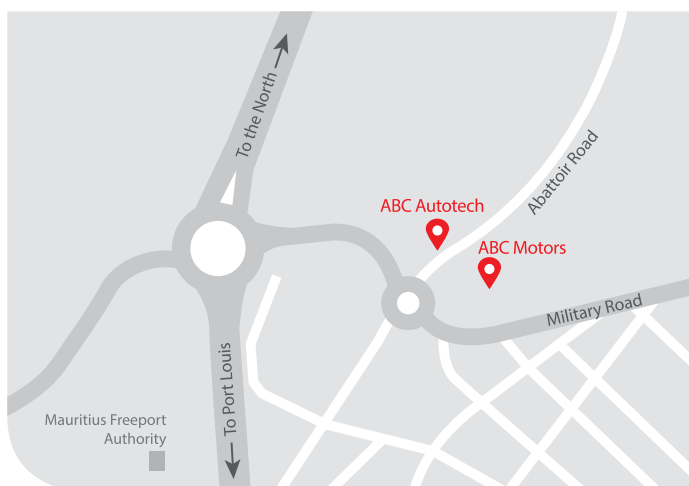 To the North
Abattoir Road
ABC Autotech
ABC Motors
Military Road
To Port Louis
Mauritius Freeport
Authority